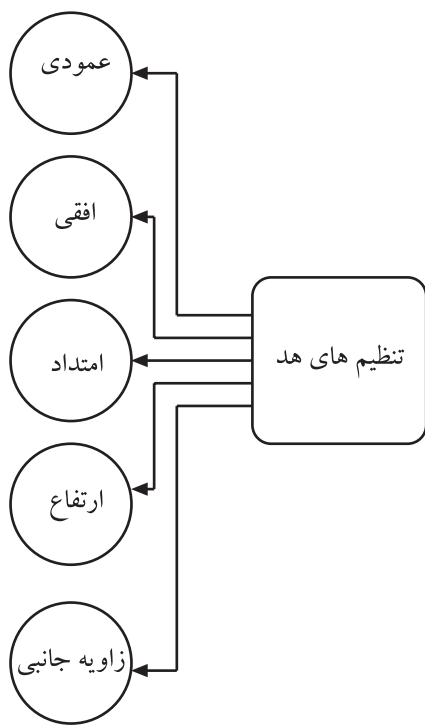 تنظیم های هد
عمودی
افقی
امتداد
ارتفاع
زاویه جانبی